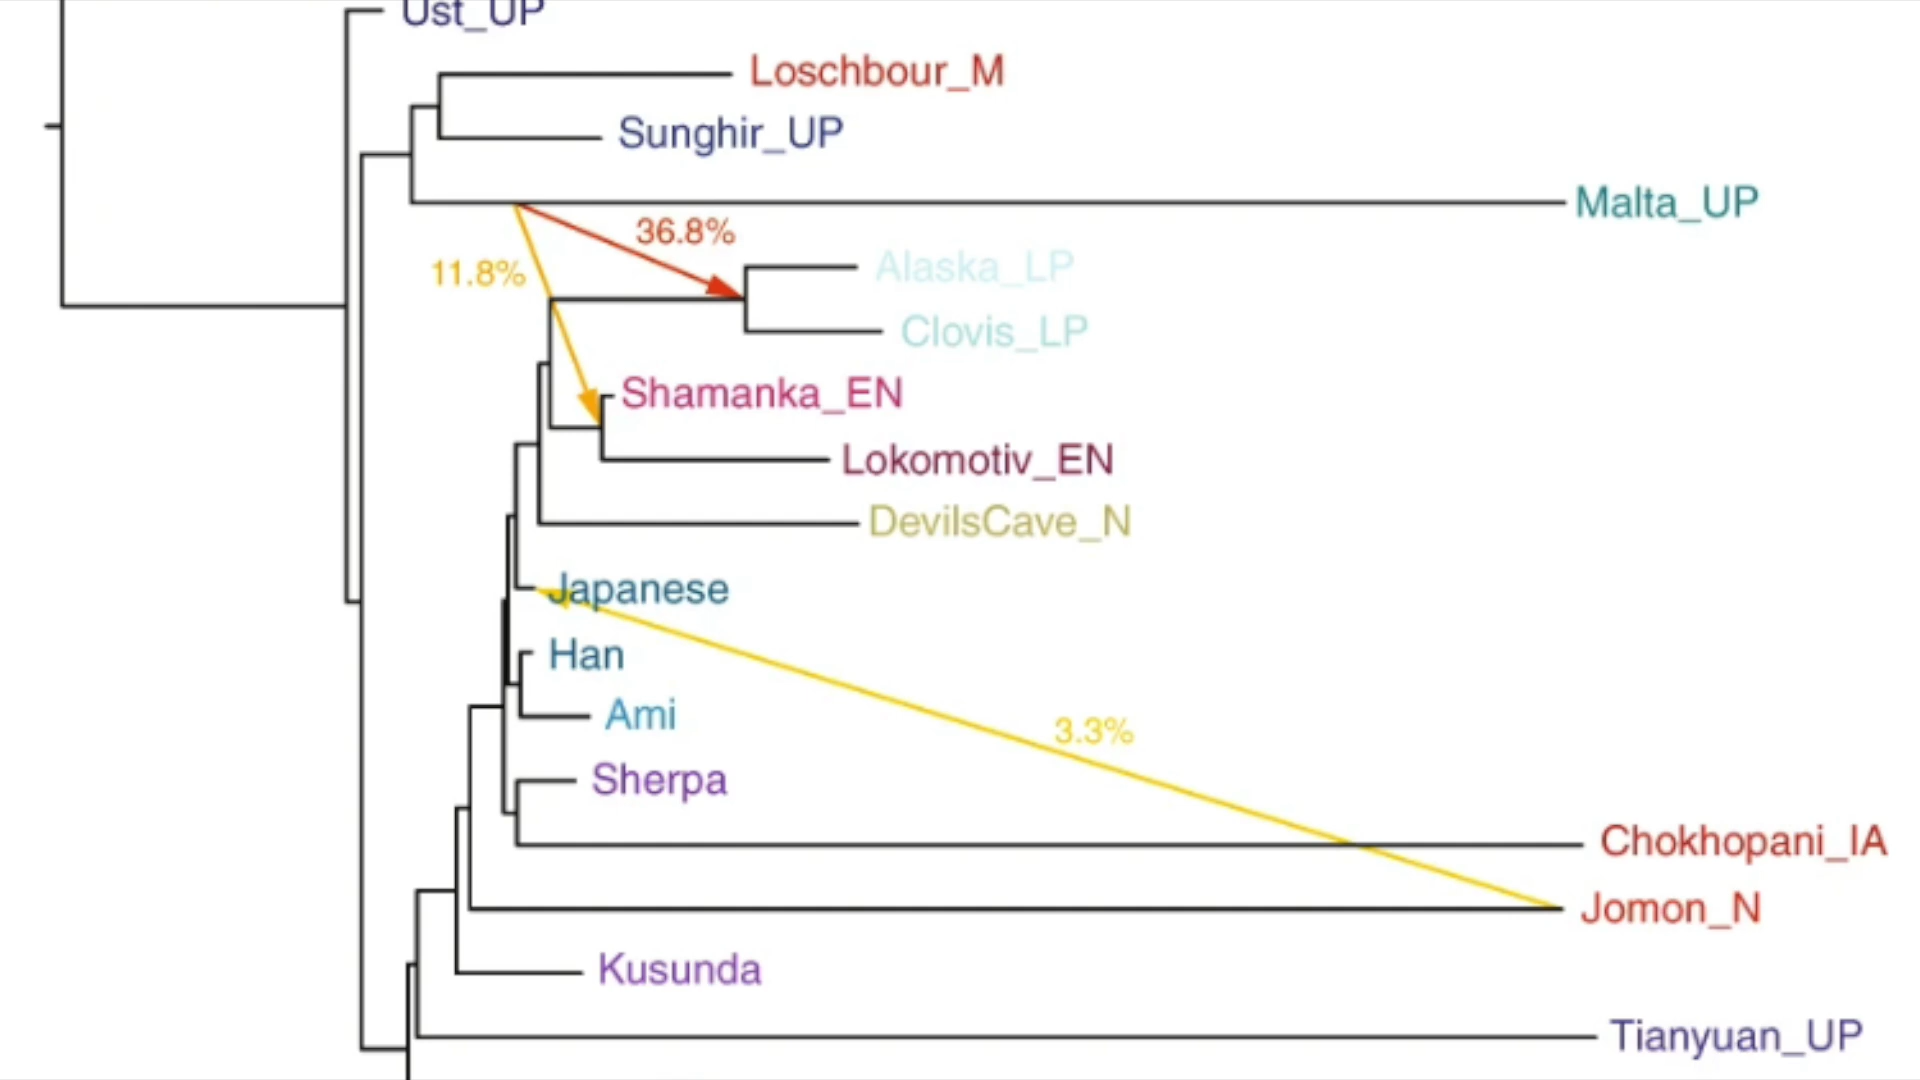 Ust_UP
Loschbour_M
Sunghir_UP
Malta_UP
36.8%
11.8%
Alaska_LP
Clovis_LP
Shamanka_EN
Lokomotiv_EN
DevilsCave_N
Japanese
Han
Ami
3.3%
Sherpa
Chokhopani_IA
Jomon_N
Kusunda
Tianyuan_UP